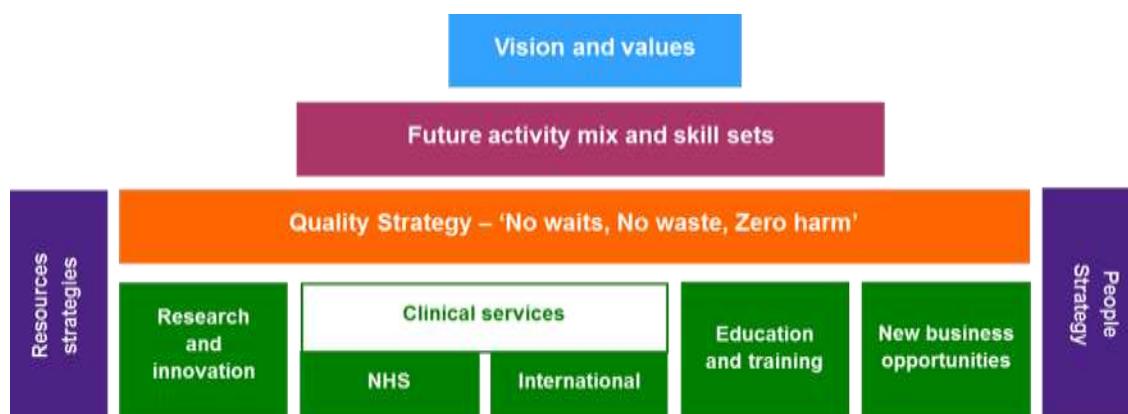 Vision and values
Future activity mix and skill sets
Resources
strategies
Quality Strategy – ‘No waits, No waste, Zero harm’
People
Strategy
Research
and
innovation
Clinical services
NHS
International
Education
and training
New business
opportunities